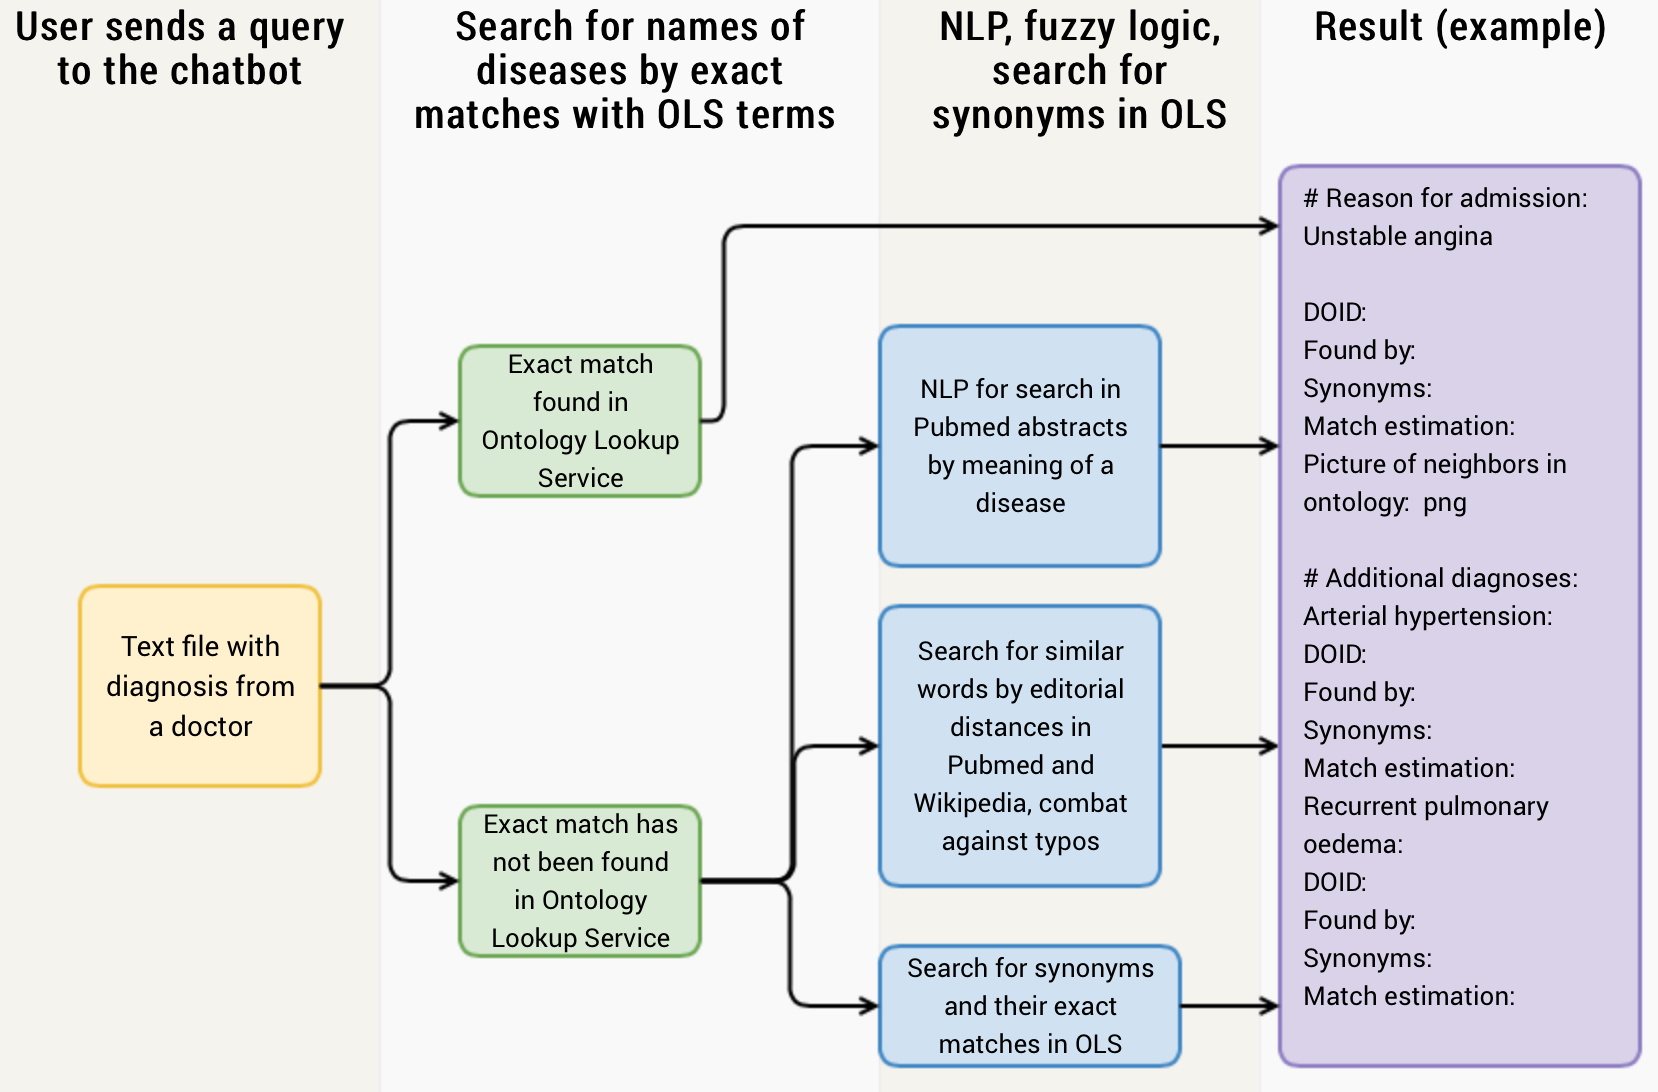 User sends a query
to the chatbot
Search for names of
diseases by exact
matches with OLS terms
NLP, fuzzy logic,
search for
synonyms in OLS
Result (example)
Text file with
diagnosis from
a doctor
Exact match
found in
Ontology Lookup
Service
Exact match has
not been found
in Ontology
Lookup Service
NLP for search in
Pubmed abstracts
by meaning of a
disease
Search for similar
words by editorial
distances in
Pubmed and
Wikipedia, combat
against typos
Search for synonyms
and their exact
matches in OLS
# Reason for admission:
Unstable angina
DOID:
Found by:
Synonyms:
Match estimation:
Picture of neighbors in
ontology: png
# Additional diagnoses:
Arterial hypertension:
DOID:
Found by:
Synonyms:
Match estimation:
Recurrent pulmonary
oedema:
DOID:
Found by:
Synonyms:
Match estimation: